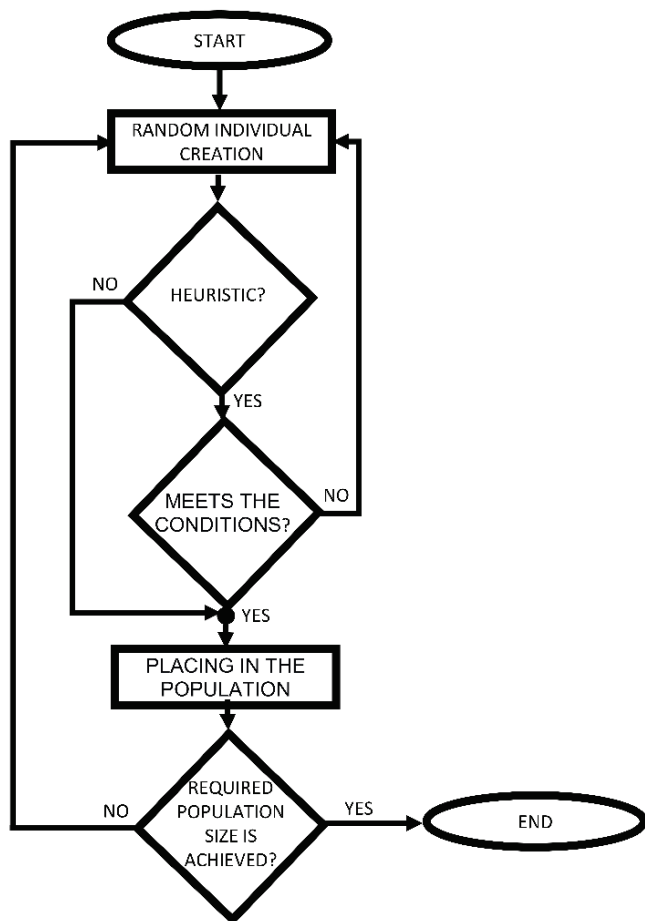 START
RANDOM INDIVIDUAL
CREATION
NO
HEURISTIC?
YES
MEETS THE
CONDITIONS?
NO
YES
PLACING IN THE
POPULATION
NO
REQUIRED
POPULATION
SIZE IS
ACHIEVED?
YES
END